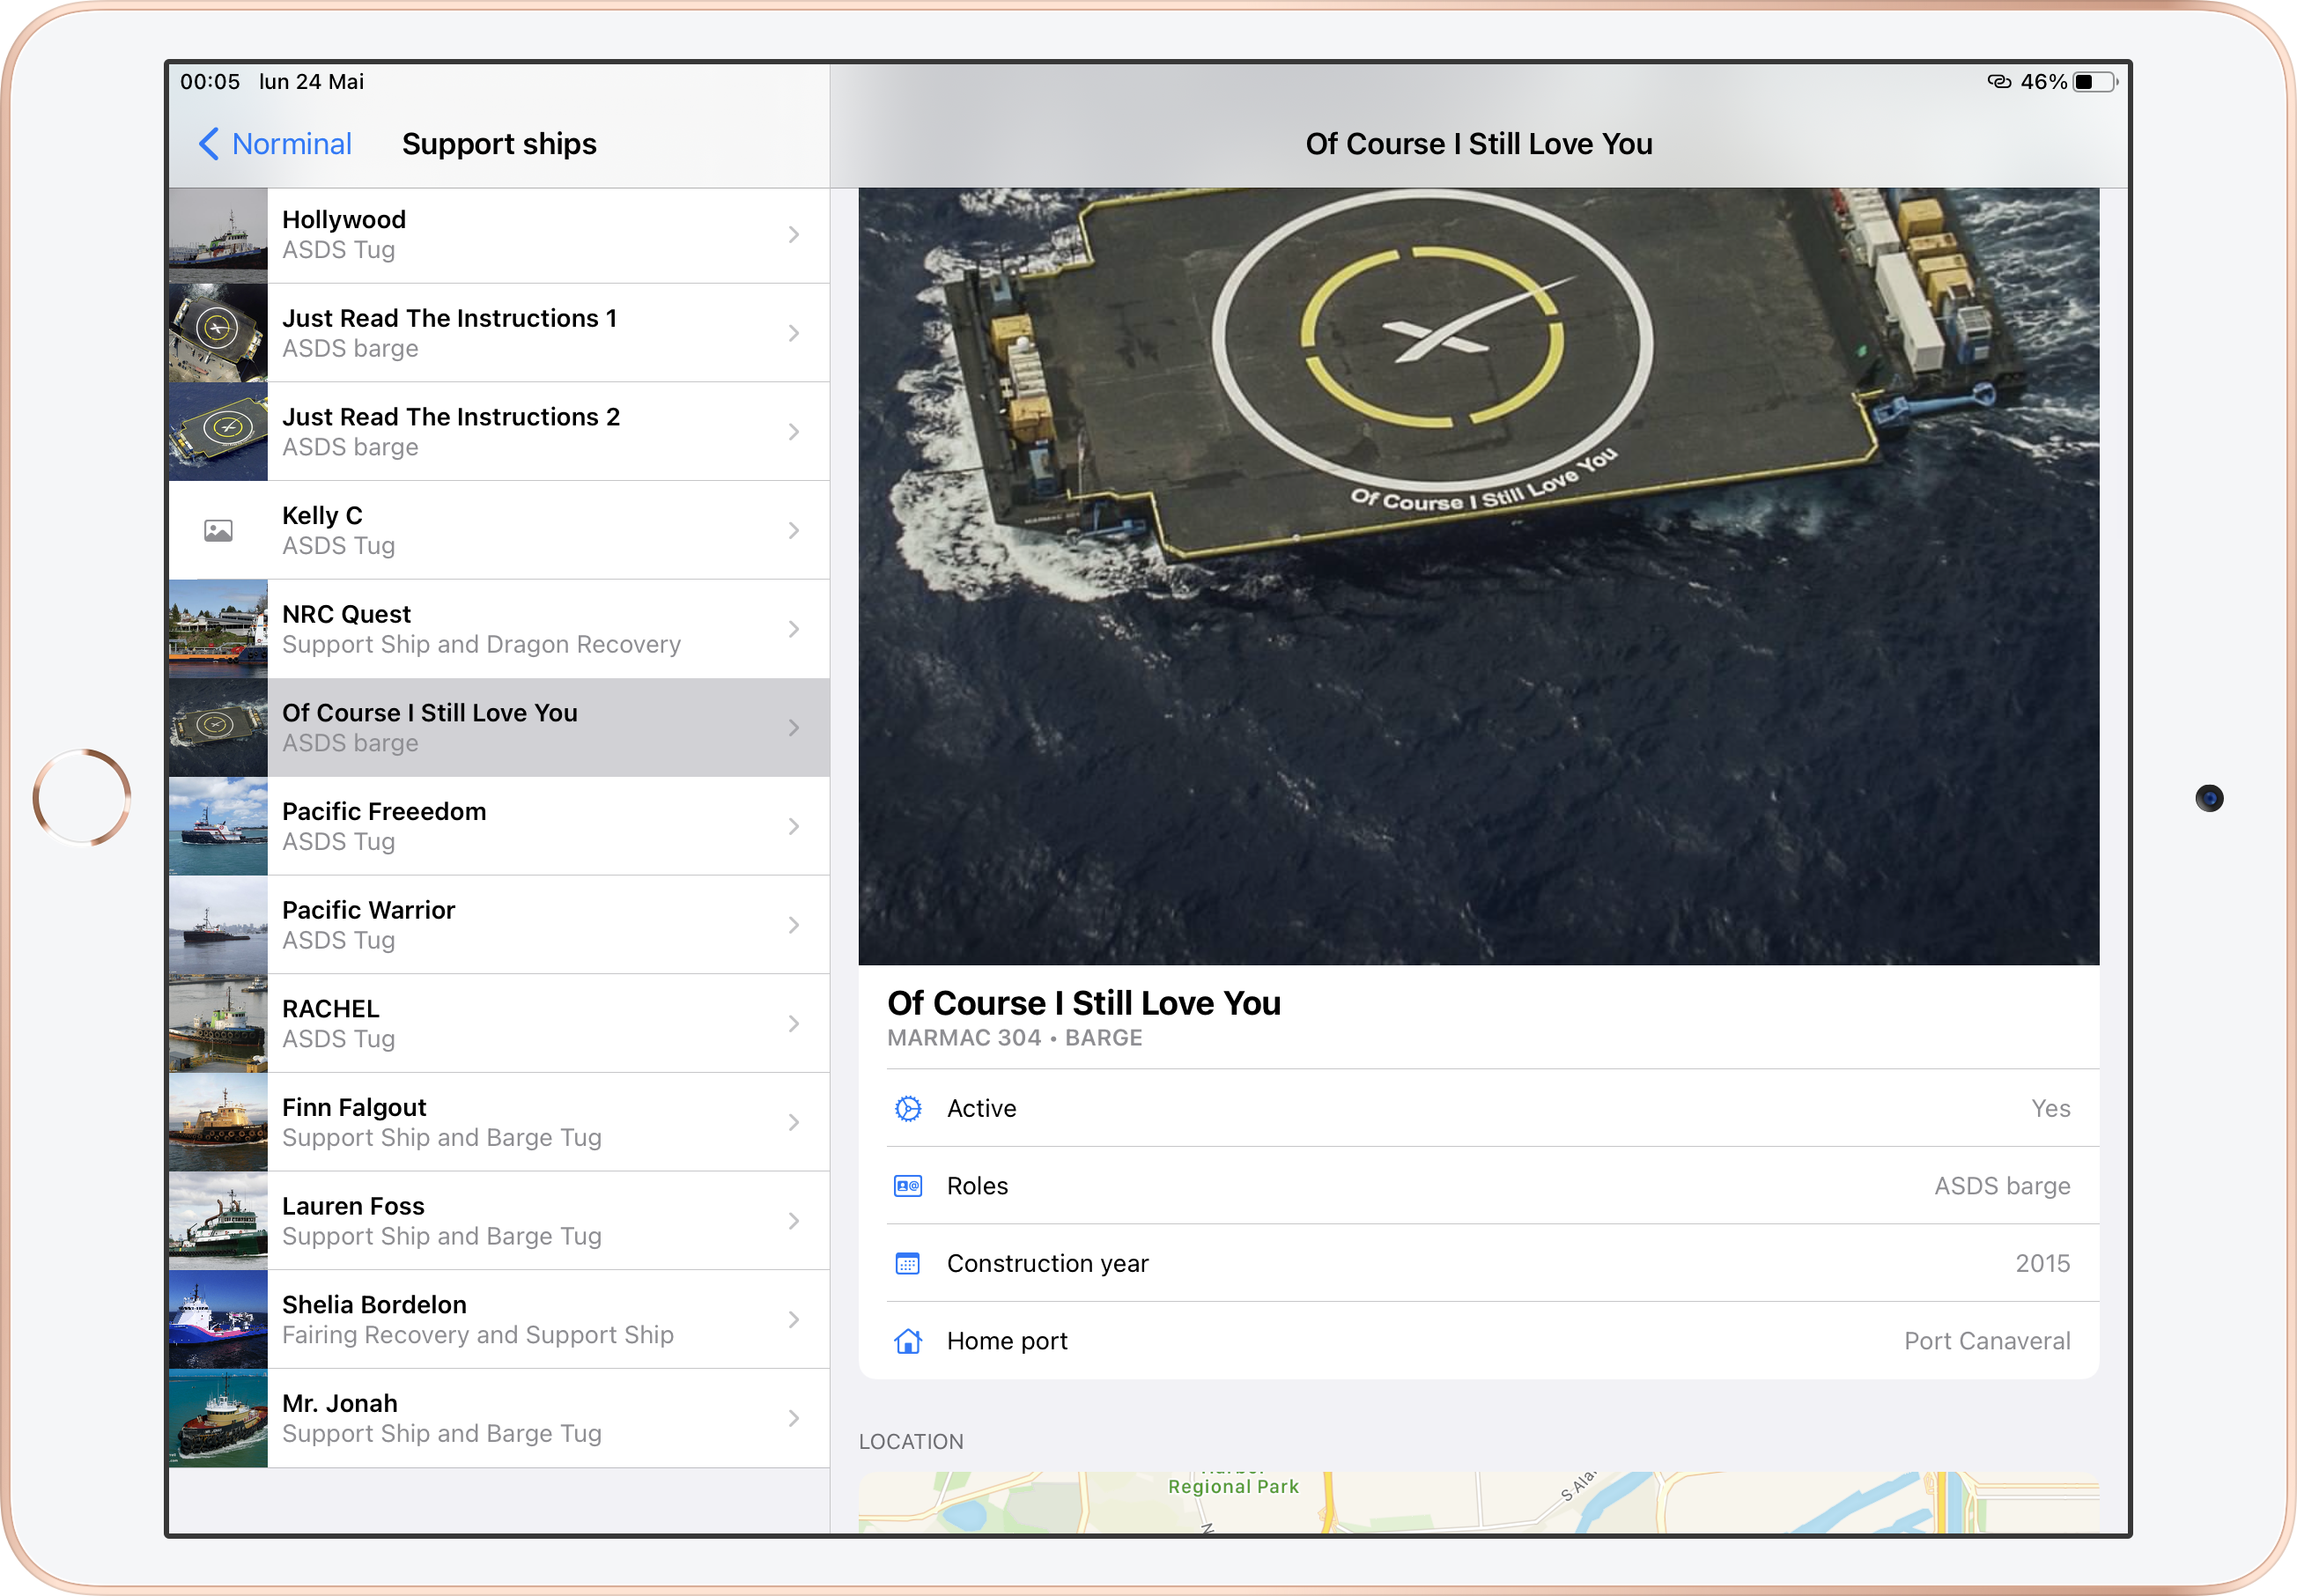 00:05 lun 24 Mai
46%
Norminal
Support ships
Of Course I Still Love You
Hollywood
ASDS Tug
Just Read The Instructions 1
ASDS barge
Just Read The Instructions 2
ASDS barge
Kelly C
ASDS Tug
NRC Quest
Support Ship and Dragon Recovery
Of Course I Still Love You
ASDS barge
Pacific Freeedom
ASDS Tug
Pacific Warrior
ASDS Tug
RACHEL
ASDS Tug
Finn Falgout
Support Ship and Barge Tug
Lauren Foss
Support Ship and Barge Tug
Shelia Bordelon
Fairing Recovery and Support Ship
Mr. Jonah
Support Ship and Barge Tug
Of Course I Still Love You
MARMAC 304
Of Course I Still Love You
MARMAC 304 • BARGE
Active
Yes
Roles
ASDS barge
Construction year
2015
Home port
Port Canaveral
LOCATION
Regional Park